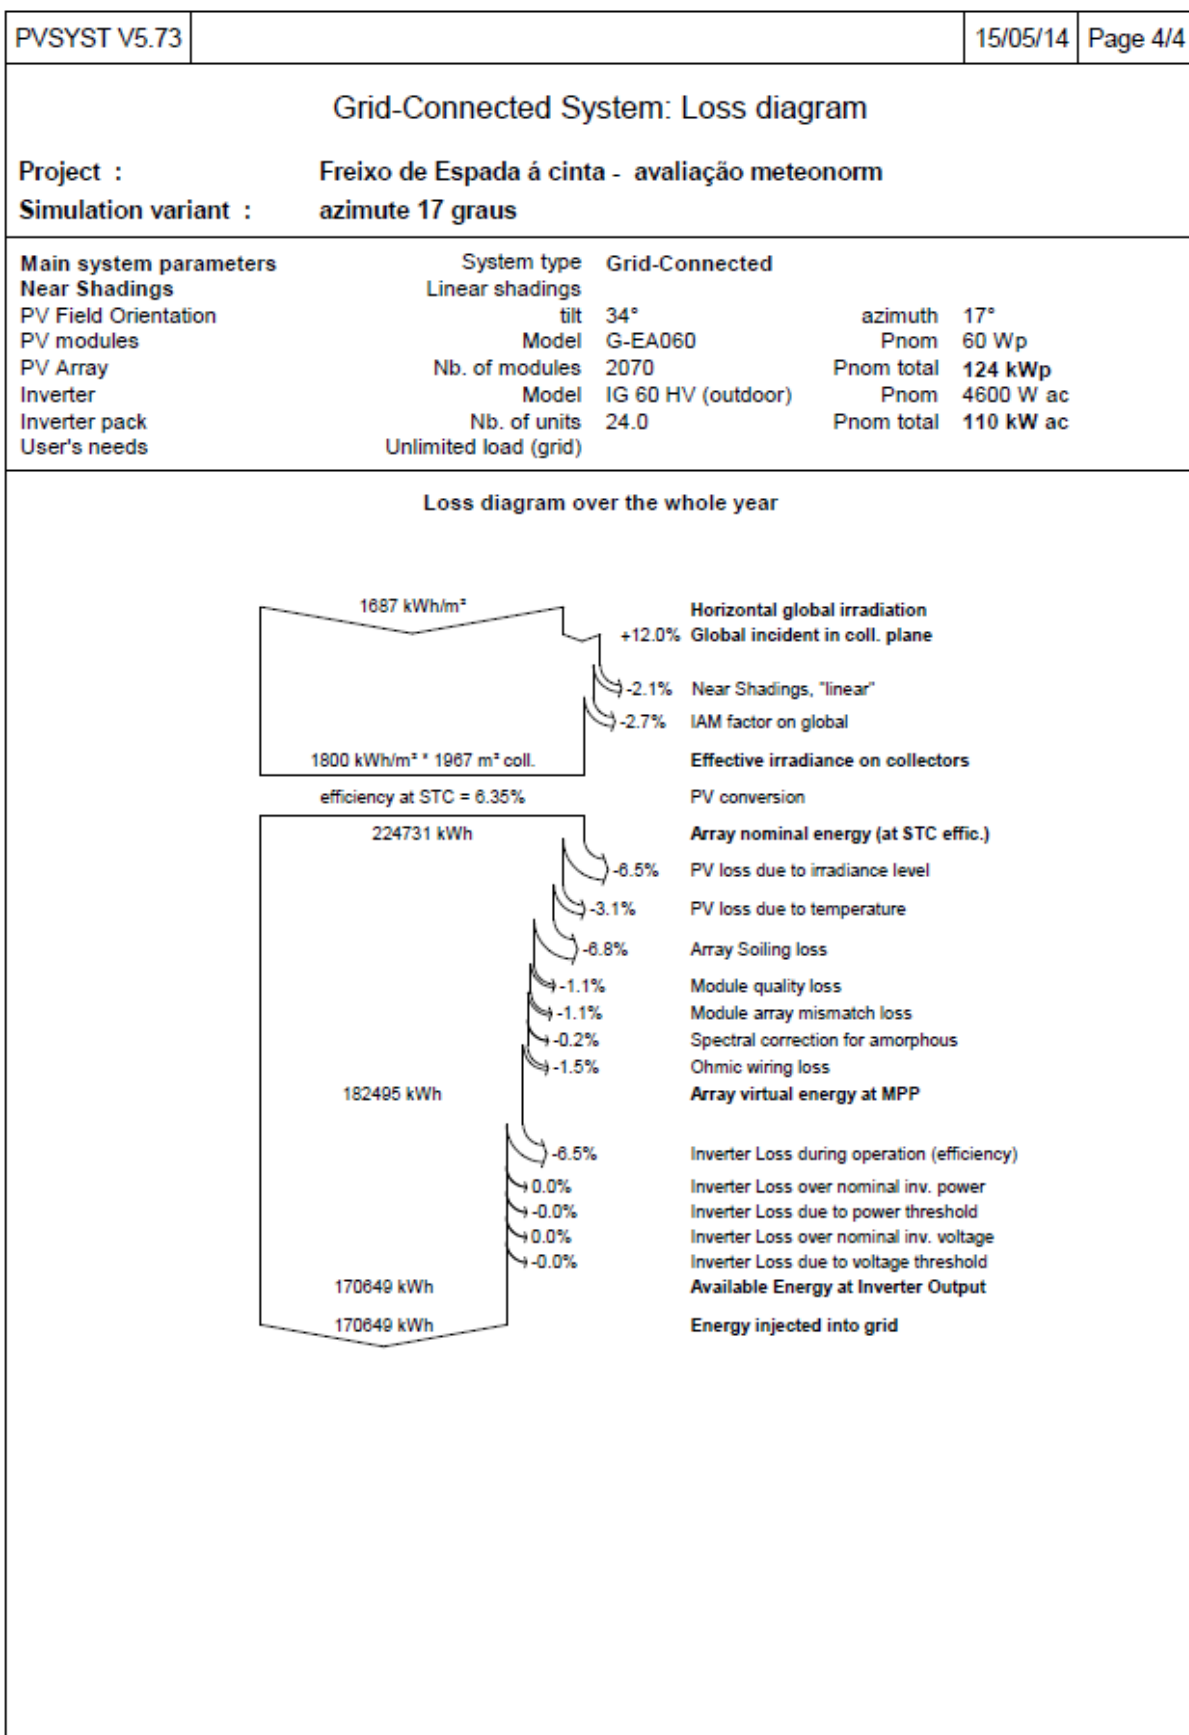 PVSYST V5.73 15/05/14 Page 4/4
Grid-Connected System: Loss diagram
Project : Freixo de Espada á cinta - avaliação meteonorm
Simulation variant : azimute 17 graus
Main system parameters System type Grid-Connected
Near Shadings Linear shadings
PV Field Orientation tilt 34° azimuth 17°
PV modules Model G-EA060 Pnom 60 Wp
PV Array Nb. of modules 2070 Pnom total 124 kWp
Inverter Model IG 60 HV (outdoor) Pnom 4600 W ac
Inverter pack Nb. of units 24.0 Pnom total 110 kW ac
User's needs Unlimited load (grid)
Loss diagram over the whole year
1687 kWh/m² Horizontal global irradiation
+12.0% Global incident in coll. plane
-2.1% Near Shadings, "linear"
-2.7% IAM factor on global
1800 kWh/m² * 1967 m² coll. Effective irradiance on collectors
efficiency at STC = 6.35% PV conversion
224731 kWh Array nominal energy (at STC effic.)
-6.5% PV loss due to irradiance level
-3.1% PV loss due to temperature
-6.8% Array Soiling loss
-1.1% Module quality loss
-1.1% Module array mismatch loss
-0.2% Spectral correction for amorphous
-1.5% Ohmic wiring loss
182495 kWh Array virtual energy at MPP
-6.5% Inverter Loss during operation (efficiency)
0.0% Inverter Loss over nominal inv. power
-0.0% Inverter Loss due to power threshold
0.0% Inverter Loss over nominal inv. voltage
-0.0% Inverter Loss due to voltage threshold
170649 kWh Available Energy at Inverter Output
170649 kWh Energy injected into grid